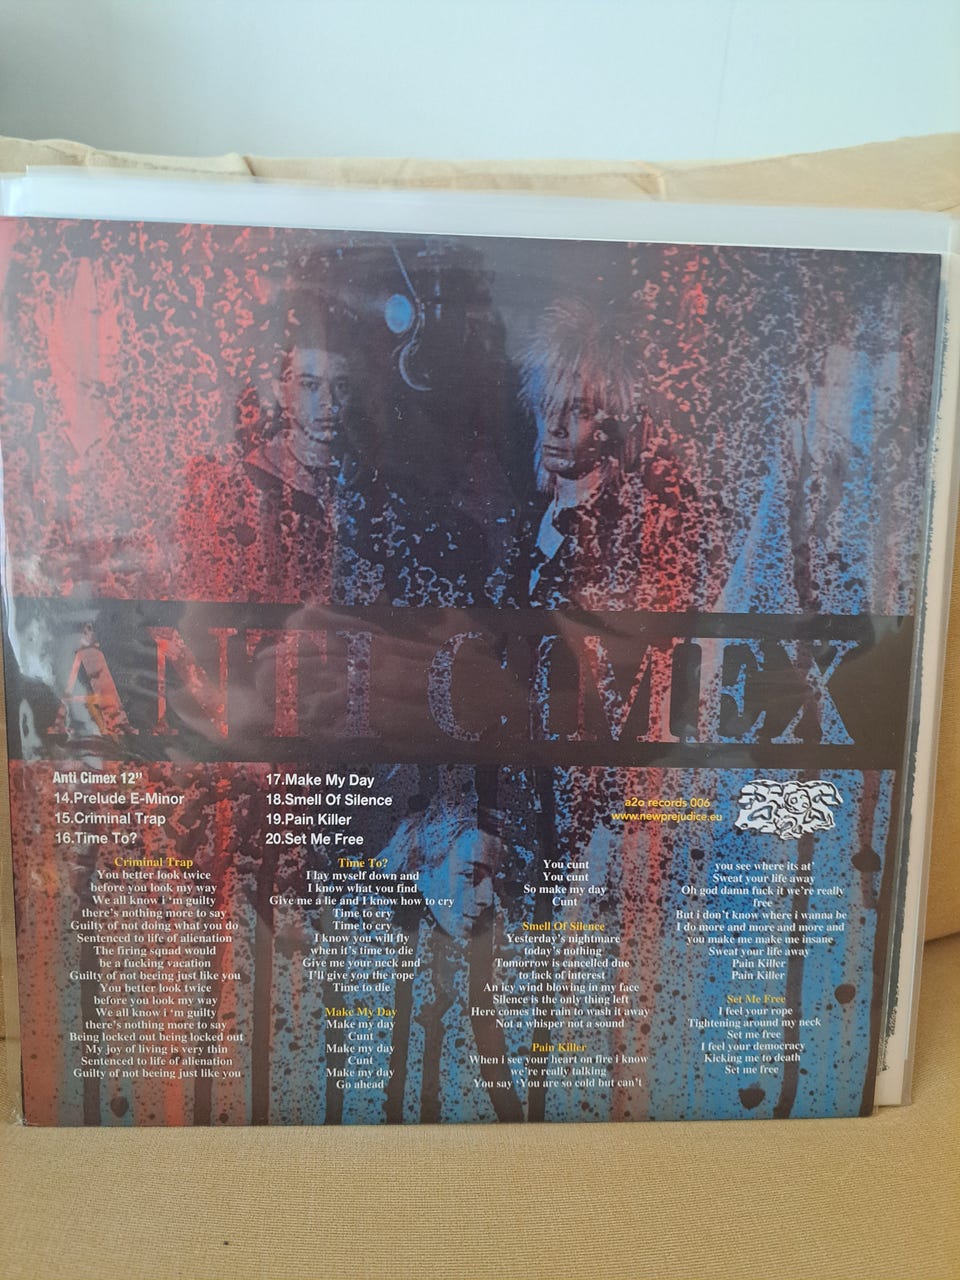 ANTI CIMEX
Anti Cimex 12"
14.Prelude E-Minor
15.Criminal Trap
16.Time To?
17.Make My Day
18.Smell Of Silence
19.Pain Killer
20.Set Me Free
a2o records 006
www.newprejudice.eu
Criminal Trap
You better look twice
before you look my way
We all know i 'm guilty
there's nothing more to say
Guilty of not doing what you do
Sentenced to life of alienation
The firing squad would
be a fucking vacation
Guilty of not beeing just like you
You better look twice
before you look my way
We all know i 'm guilty
there's nothing more to say
Being locked out being locked out
My joy of living is very thin
Sentenced to life of alienation
Guilty of not beeing just like you
Time To?
I lay myself down and
I know what you find
Give me a lie and I know how to cry
Time to cry
Time to cry
I know you will fly
when it's time to die
Give me your neck and
I'll give you the rope
Time to die
Make My Day
Make my day
Cunt
Make my day
Cunt
Make my day
Go ahead
You cunt
You cunt
So make my day
Cunt
Smell Of Silence
Yesterday's nightmare
today's nothing
Tomorrow is cancelled due
to lack of interest
An icy wind blowing in my face
Silence is the only thing left
Here comes the rain to wash it away
Not a whisper not a sound
Pain Killer
When i see your heart on fire i know
we're really talking
You say 'You are so cold but can't
you see where its at'
Sweat your life away
Oh god damn fuck it we're really
free
But i don't know where i wanna be
I do more and more and more and
you make me make me insane
Sweat your life away
Pain Killer
Pain Killer
Set Me Free
I feel your rope
Tightening around my neck
Set me free
I feel your democracy
Kicking me to death
Set me free